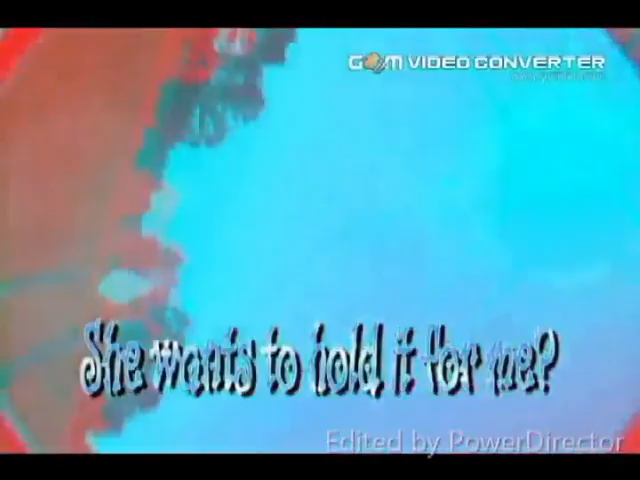 GOM VIDEO CONVERTER
She wants to hold it for me?
Edited by PowerDirector